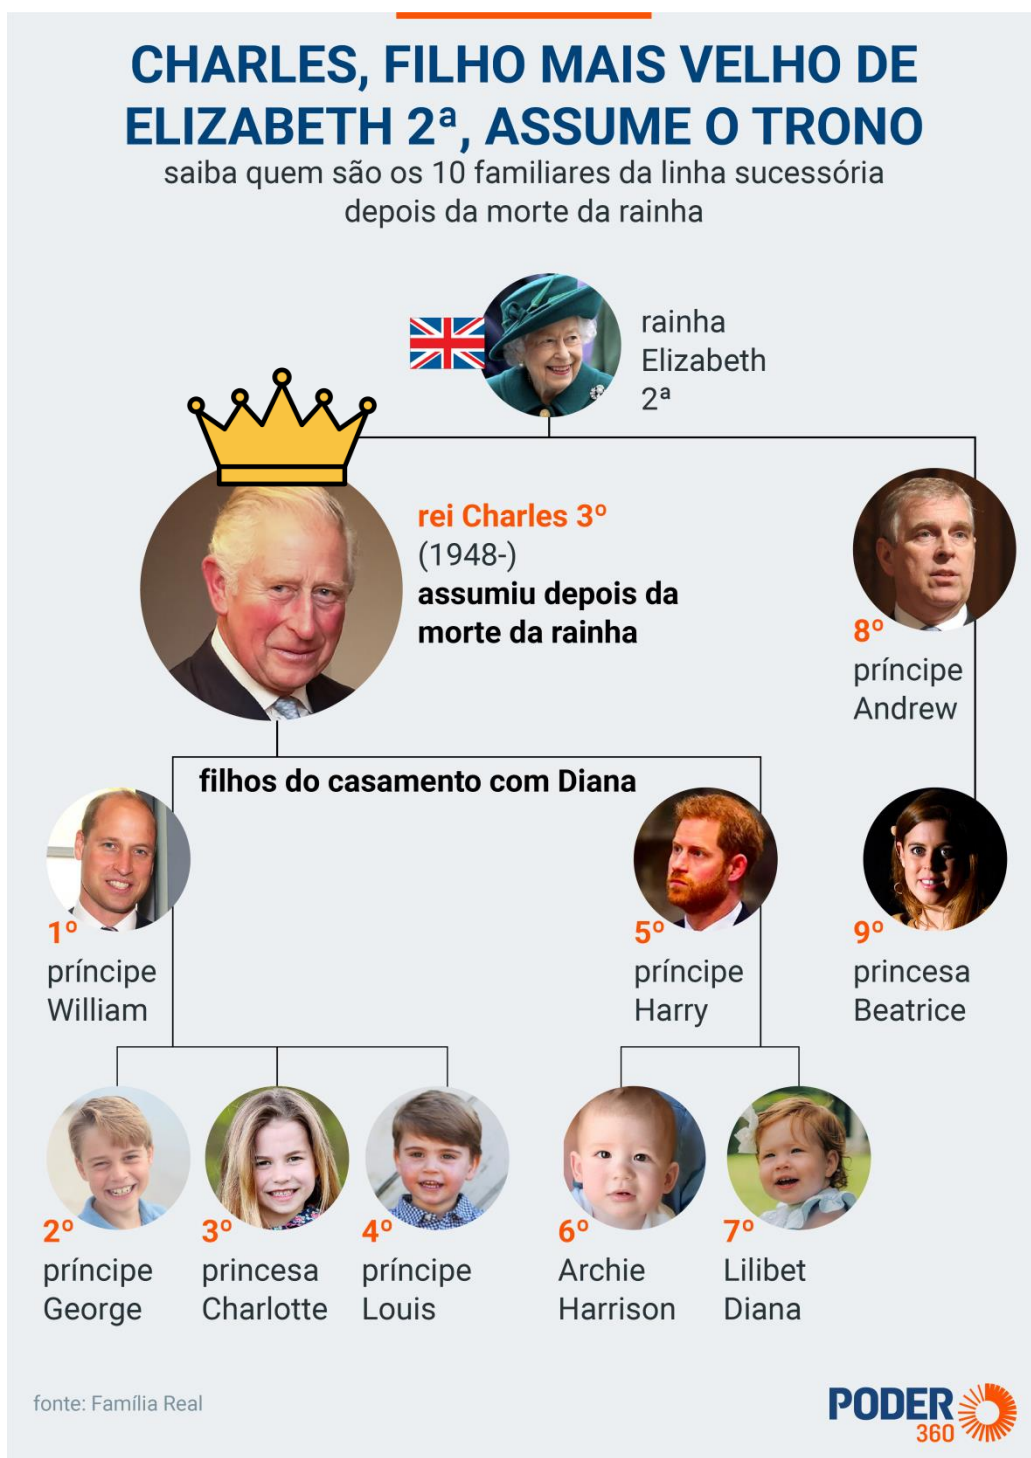 CHARLES, FILHO MAIS VELHO DE
ELIZABETH 2ª, ASSUME O TRONO
saiba quem são os 10 familiares da linha sucessória
depois da morte da rainha
rainha
Elizabeth
2ª
rei Charles 3º
(1948-)
assumiu depois da
morte da rainha
8º
príncipe
Andrew
filhos do casamento com Diana
1º
príncipe
William
5º
príncipe
Harry
9º
princesa
Beatrice
2º
príncipe
George
3º
princesa
Charlotte
4º
príncipe
Louis
6º
Archie
Harrison
7º
Lilibet
Diana
fonte: Família Real
PODER
360